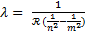 λ = 1 / ℛ(1/n² − 1/m²)